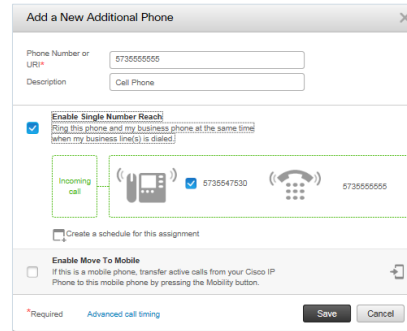 Add a New Additional Phone
Phone Number or
URI*
5735555555
Description
Cell Phone
Enable Single Number Reach
Ring this phone and my business phone at the same time
when my business line(s) is dialed.
Incoming
call
5735547530
5735555555
Create a schedule for this assignment
Enable Move To Mobile
If this is a mobile phone, transfer active calls from your Cisco IP
Phone to this mobile phone by pressing the Mobility button.
*Required
Advanced call timing
Save
Cancel